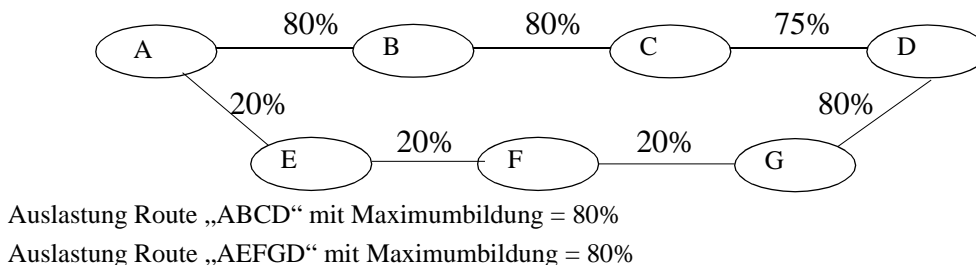 80% 80% 75%
A B C D
20% 80%
20% 20%
E F G
Auslastung Route „ABCD“ mit Maximumbildung = 80%
Auslastung Route „AEFGD“ mit Maximumbildung = 80%